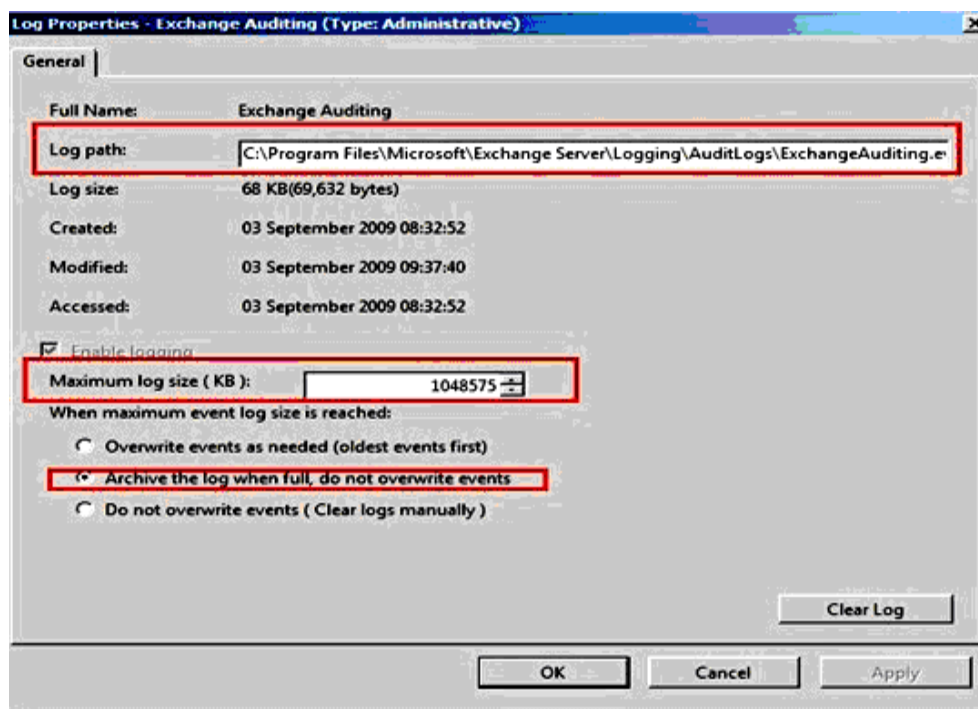 Log Properties - Exchange Auditing (Type: Administrative)
General
Full Name: Exchange Auditing
Log path: C:\Program Files\Microsoft\Exchange Server\Logging\AuditLogs\ExchangeAuditing.e
Log size: 68 KB(69,632 bytes)
Created: 03 September 2009 08:32:52
Modified: 03 September 2009 09:37:40
Accessed: 03 September 2009 08:32:52
Enable logging
Maximum log size ( KB ): 1048575
When maximum event log size is reached:
Overwrite events as needed (oldest events first)
Archive the log when full, do not overwrite events
Do not overwrite events ( Clear logs manually )
Clear Log
OK Cancel Apply